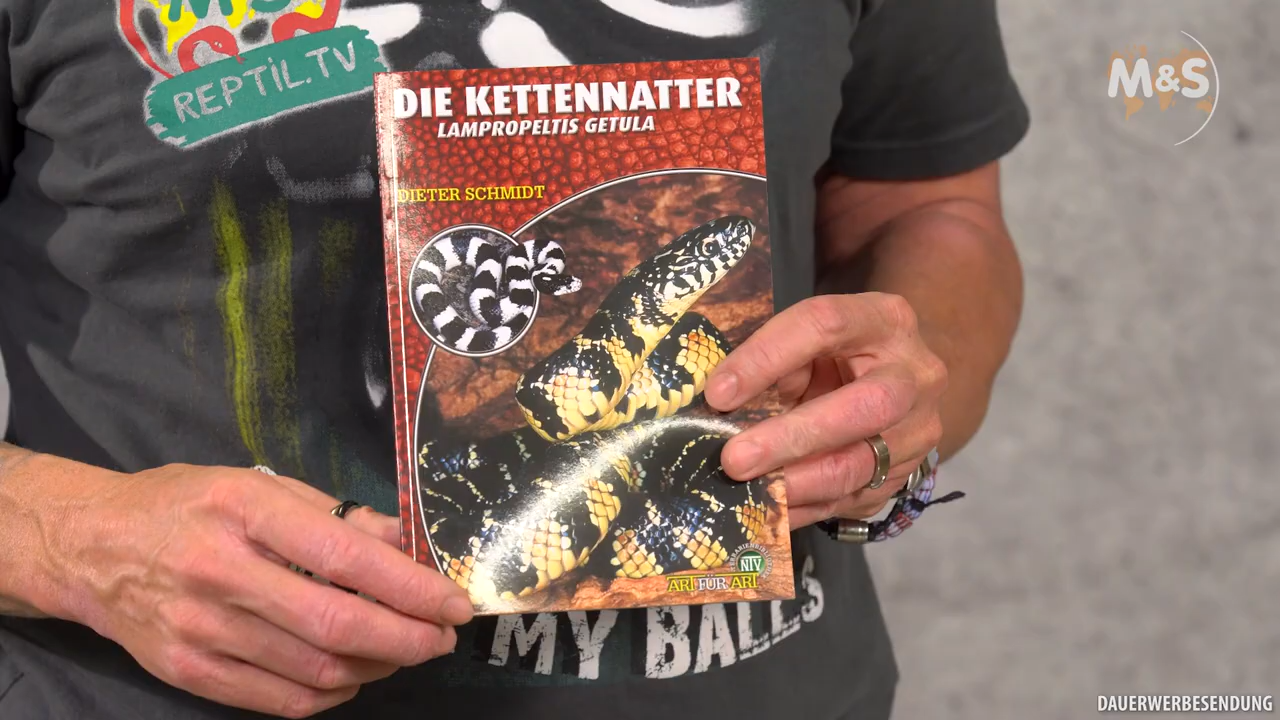 M&S
REPTIL.TV
M&S
DIE KETTENNATTER
LAMPROPELTIS GETULA
DIETER SCHMIDT
NTV
ART FÜR ART
MY BALLS
DAUERWERBESENDUNG